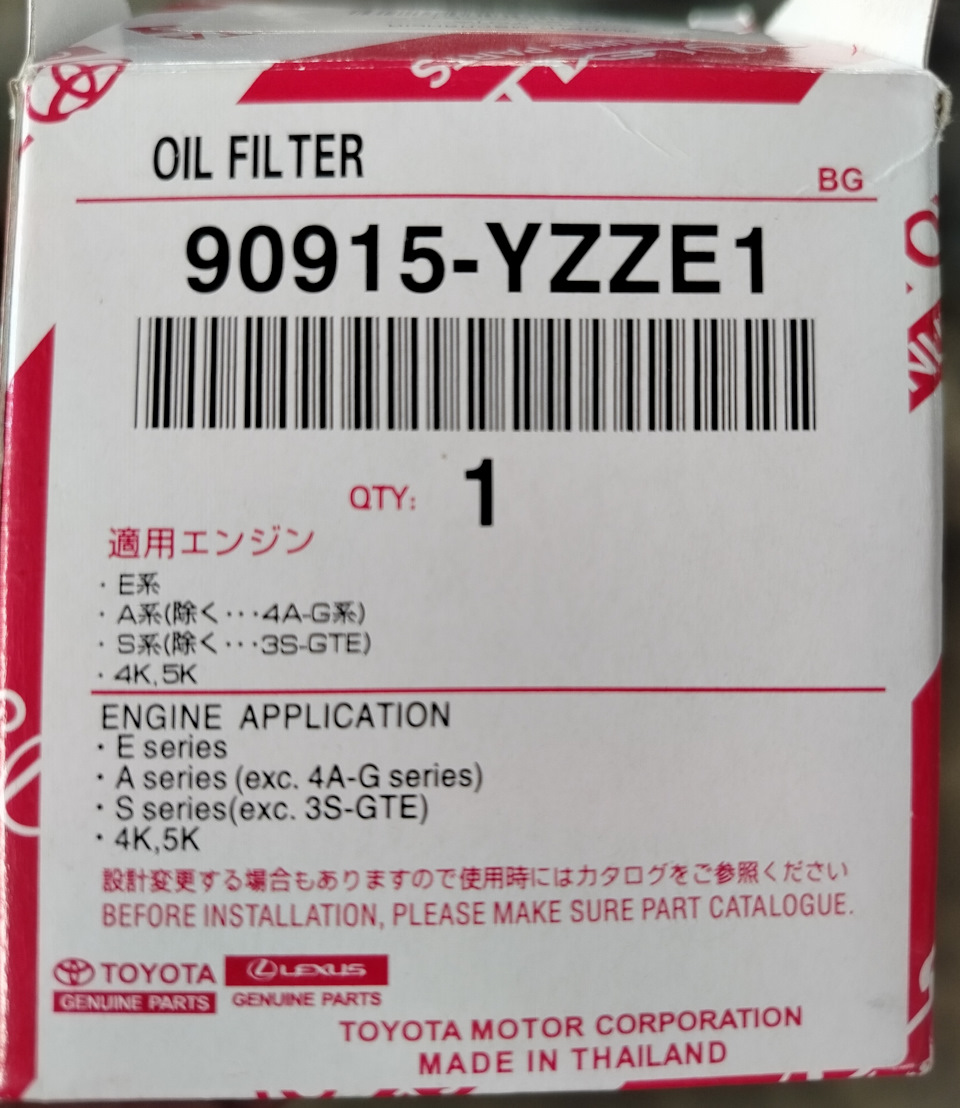 OIL FILTER
BG
90915-YZZE1
QTY: 1
適用エンジン
・E系
・A系(除く・・・4A-G系)
・S系(除く・・・3S-GTE)
・4K,5K
ENGINE APPLICATION
・E series
・A series (exc. 4A-G series)
・S series(exc. 3S-GTE)
・4K,5K
設計変更する場合もありますので使用時にはカタログをご参照ください
BEFORE INSTALLATION, PLEASE MAKE SURE PART CATALOGUE.
TOYOTA LEXUS
GENUINE PARTS GENUINE PARTS
TOYOTA MOTOR CORPORATION
MADE IN THAILAND